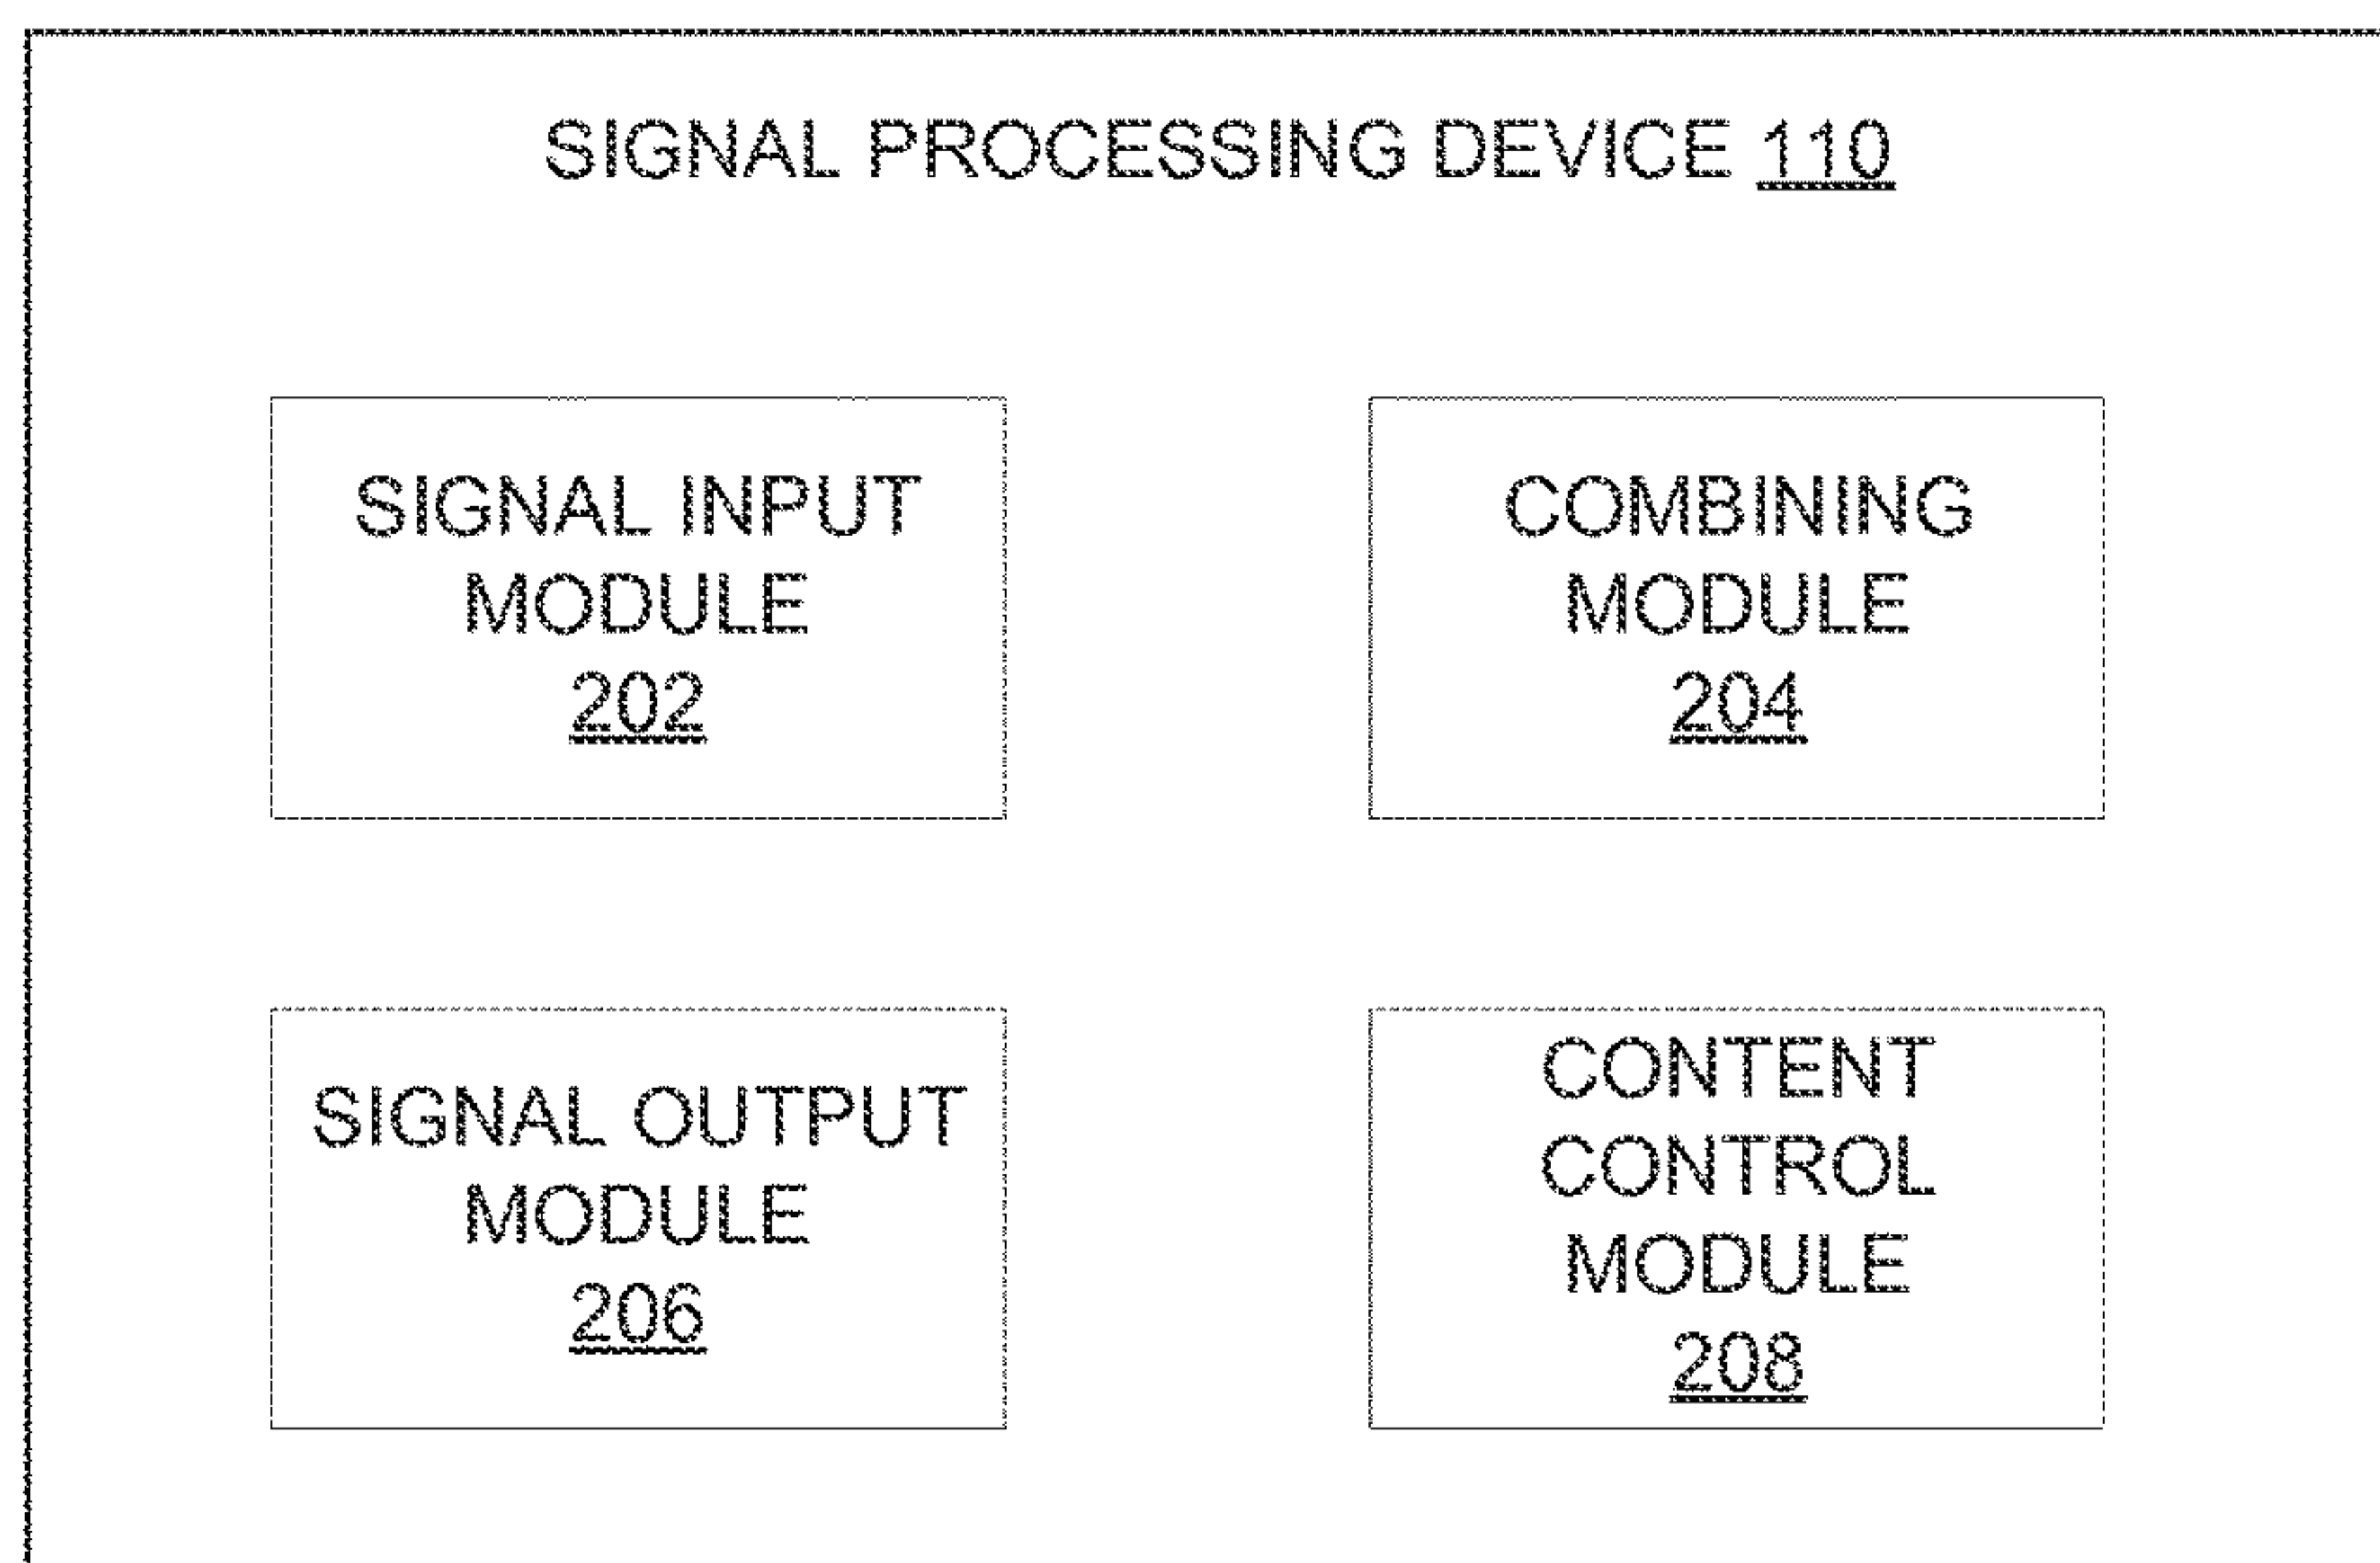 SIGNAL PROCESSING DEVICE 110
SIGNAL INPUT
MODULE
202
COMBINING
MODULE
204
SIGNAL OUTPUT
MODULE
206
CONTENT
CONTROL
MODULE
208